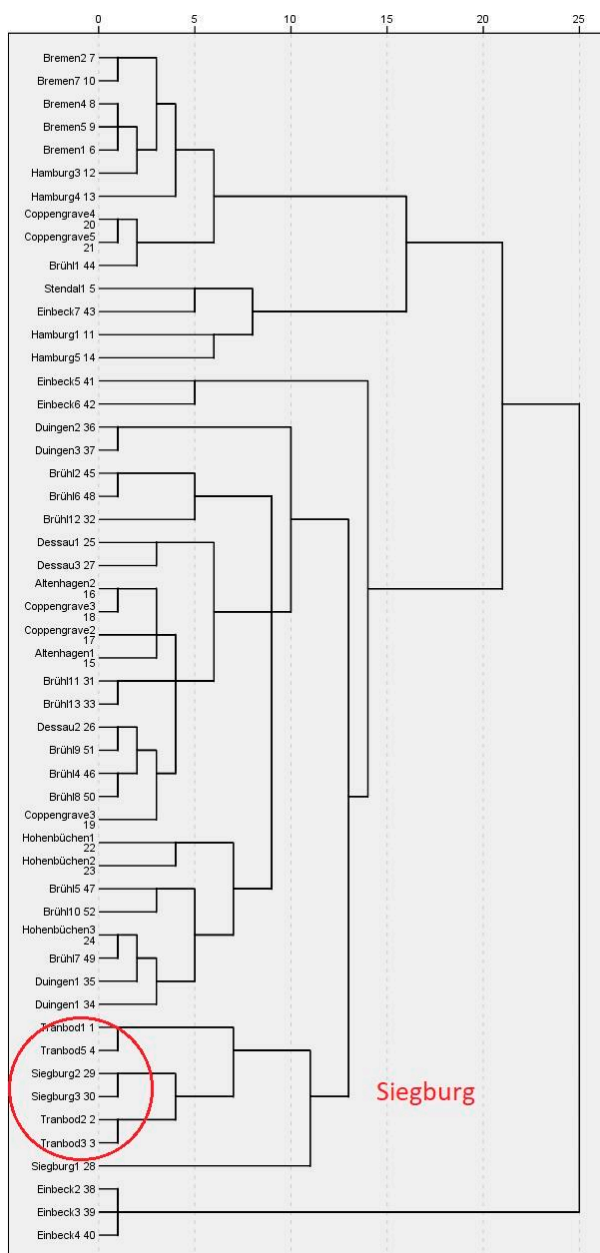 0 5 10 15 20 25
Bremen2 7
Bremen7 10
Bremen4 8
Bremen5 9
Bremen1 6
Hamburg3 12
Hamburg4 13
Coppengrave4
20
Coppengrave5
21
Brühl1 44
Stendal1 5
Einbeck7 43
Hamburg1 11
Hamburg5 14
Einbeck5 41
Einbeck6 42
Duingen2 36
Duingen3 37
Brühl2 45
Brühl6 48
Brühl12 32
Dessau1 25
Dessau3 27
Altenhagen2
16
Coppengrave3
18
Coppengrave2
17
Altenhagen1
15
Brühl11 31
Brühl13 33
Dessau2 26
Brühl9 51
Brühl4 46
Brühl8 50
Coppengrave3
19
Hohenbüchen1
22
Hohenbüchen2
23
Brühl5 47
Brühl10 52
Hohenbüchen3
24
Brühl7 49
Duingen1 35
Duingen1 34
Tranbod1 1
Tranbod5 4
Siegburg2 29
Siegburg3 30
Tranbod2 2
Tranbod3 3
Siegburg1 28
Einbeck2 38
Einbeck3 39
Einbeck4 40
Siegburg